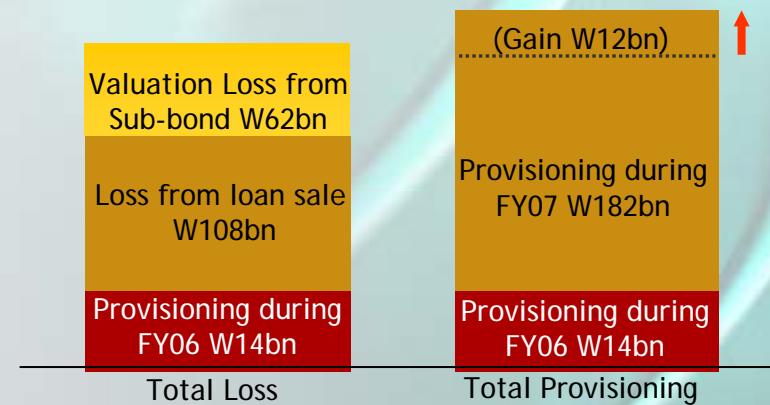 Valuation Loss from
Sub-bond W62bn
Loss from loan sale
W108bn
Provisioning during
FY06 W14bn
Total Loss
(Gain W12bn)
Provisioning during
FY07 W182bn
Provisioning during
FY06 W14bn
Total Provisioning